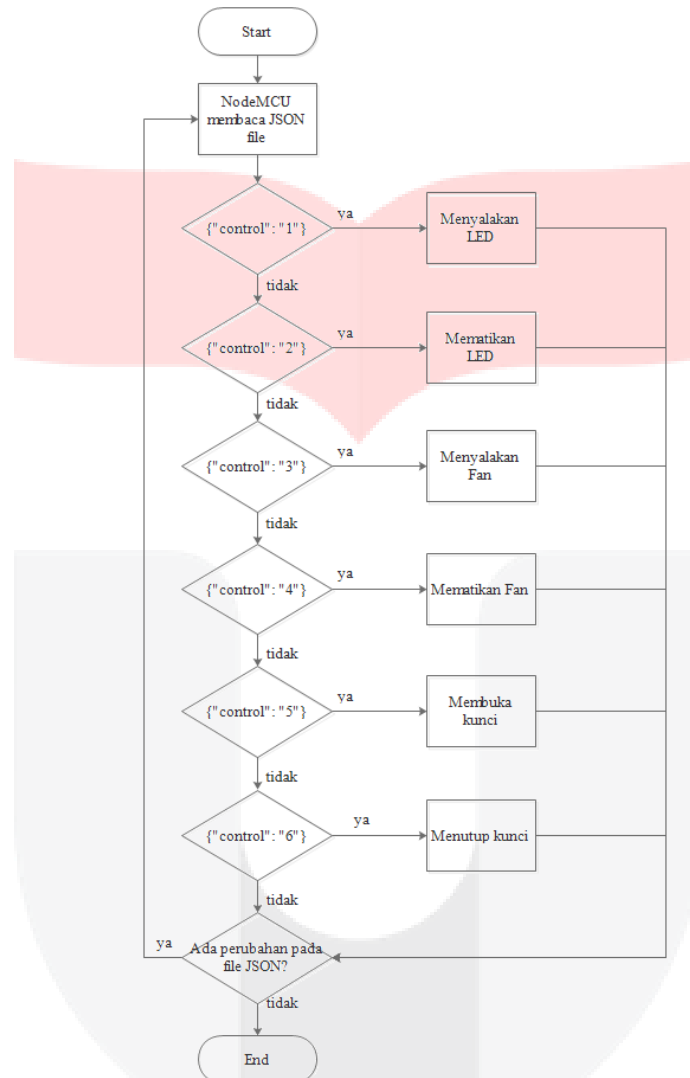 Start
NodeMCU
membaca JSON
file
{"control": "1"}
ya
Menyalakan
LED
tidak
{"control": "2"}
ya
Mematikan
LED
tidak
{"control": "3"}
ya
Menyalakan
Fan
tidak
{"control": "4"}
ya
Mematikan Fan
tidak
{"control": "5"}
ya
Membuka
kunci
tidak
{"control": "6"}
ya
Menutup kunci
tidak
ya
Ada perubahan pada
file JSON?
tidak
End